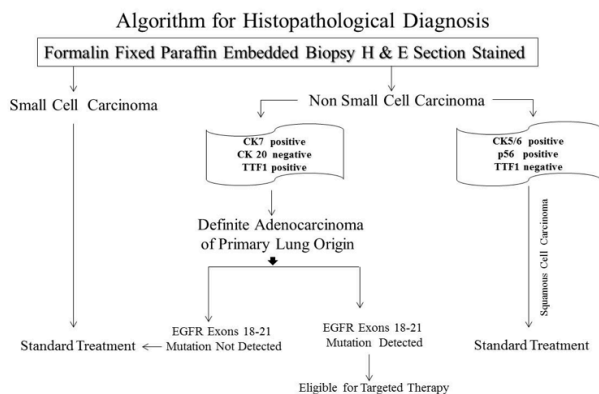 Algorithm for Histopathological Diagnosis
Formalin Fixed Paraffin Embedded Biopsy H & E Section Stained
Small Cell Carcinoma
Non Small Cell Carcinoma
CK7 positive
CK 20 negative
TTF1 positive
CK5/6 positive
p56 positive
TTF1 negative
Definite Adenocarcinoma
of Primary Lung Origin
Squamous Cell Carcinoma
EGFR Exons 18-21
Mutation Not Detected
EGFR Exons 18-21
Mutation Detected
Standard Treatment
Standard Treatment
Eligible for Targeted Therapy